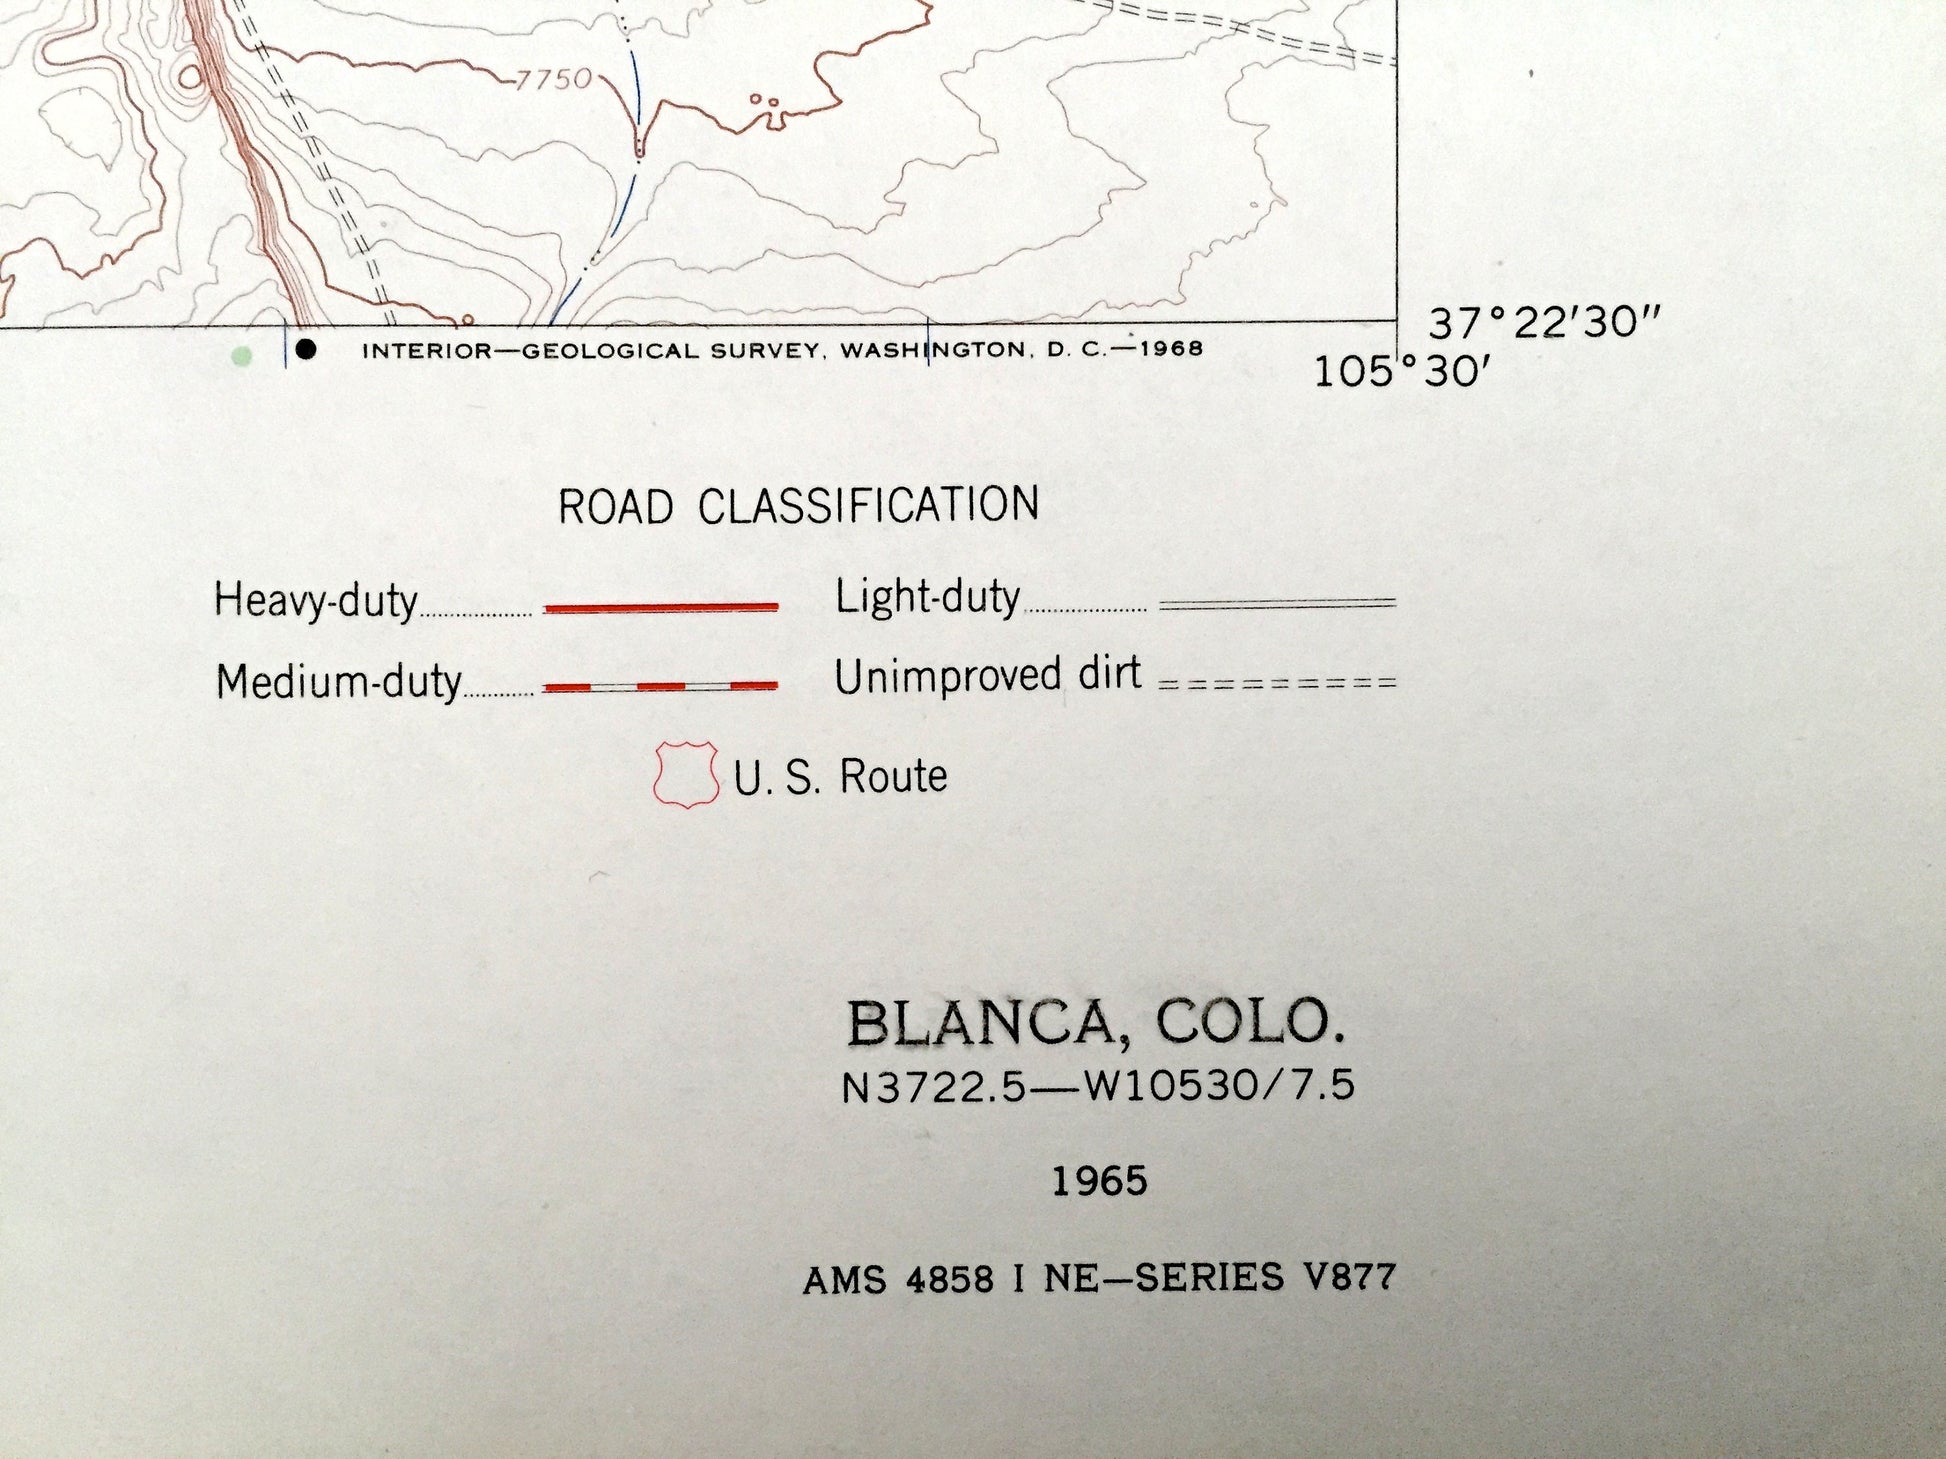 7750
37°22'30"
INTERIOR—GEOLOGICAL SURVEY, WASHINGTON, D. C.—1968
105°30'
ROAD CLASSIFICATION
Heavy-duty Light-duty
Medium-duty Unimproved dirt
U. S. Route
BLANCA, COLO.
N3722.5—W10530/7.5
1965
AMS 4858 I NE—SERIES V877